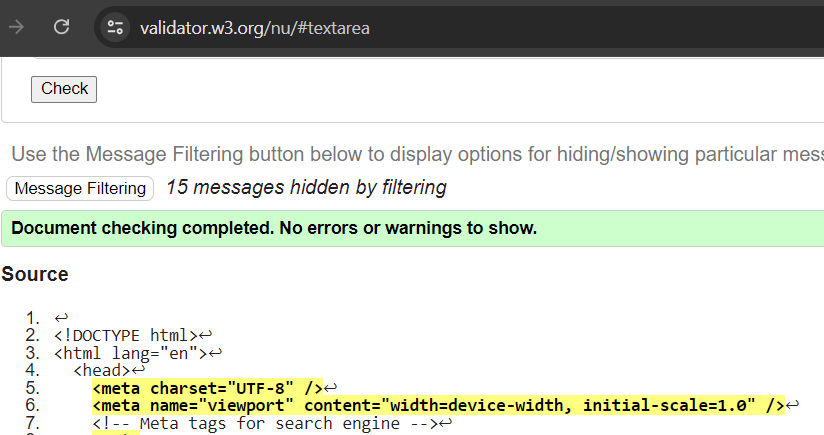 validator.w3.org/nu/#textarea
Check
Use the Message Filtering button below to display options for hiding/showing particular mess
Message Filtering 15 messages hidden by filtering
Document checking completed. No errors or warnings to show.
Source
1. ↩
2. <!DOCTYPE html>↩
3. <html lang="en">↩
4. <head>↩
5. <meta charset="UTF-8" />↩
6. <meta name="viewport" content="width=device-width, initial-scale=1.0" />↩
7. <!-- Meta tags for search engine -->↩